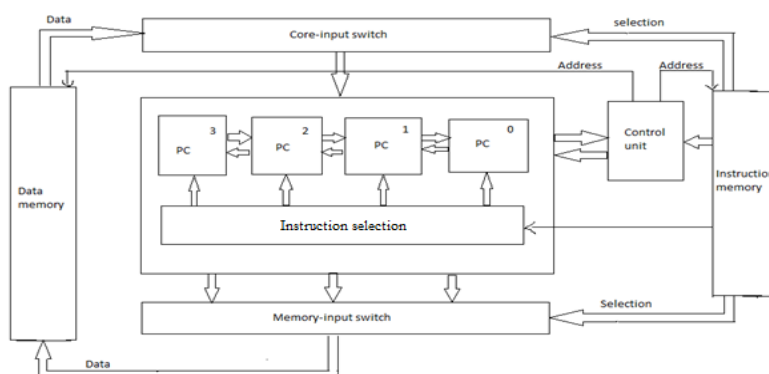 Data
Core-input switch
selection
Address
Address
3
2
1
0
PC
PC
PC
PC
Control
unit
Data
memory
Instruction
memory
Instruction selection
Selection
Memory-input switch
Data